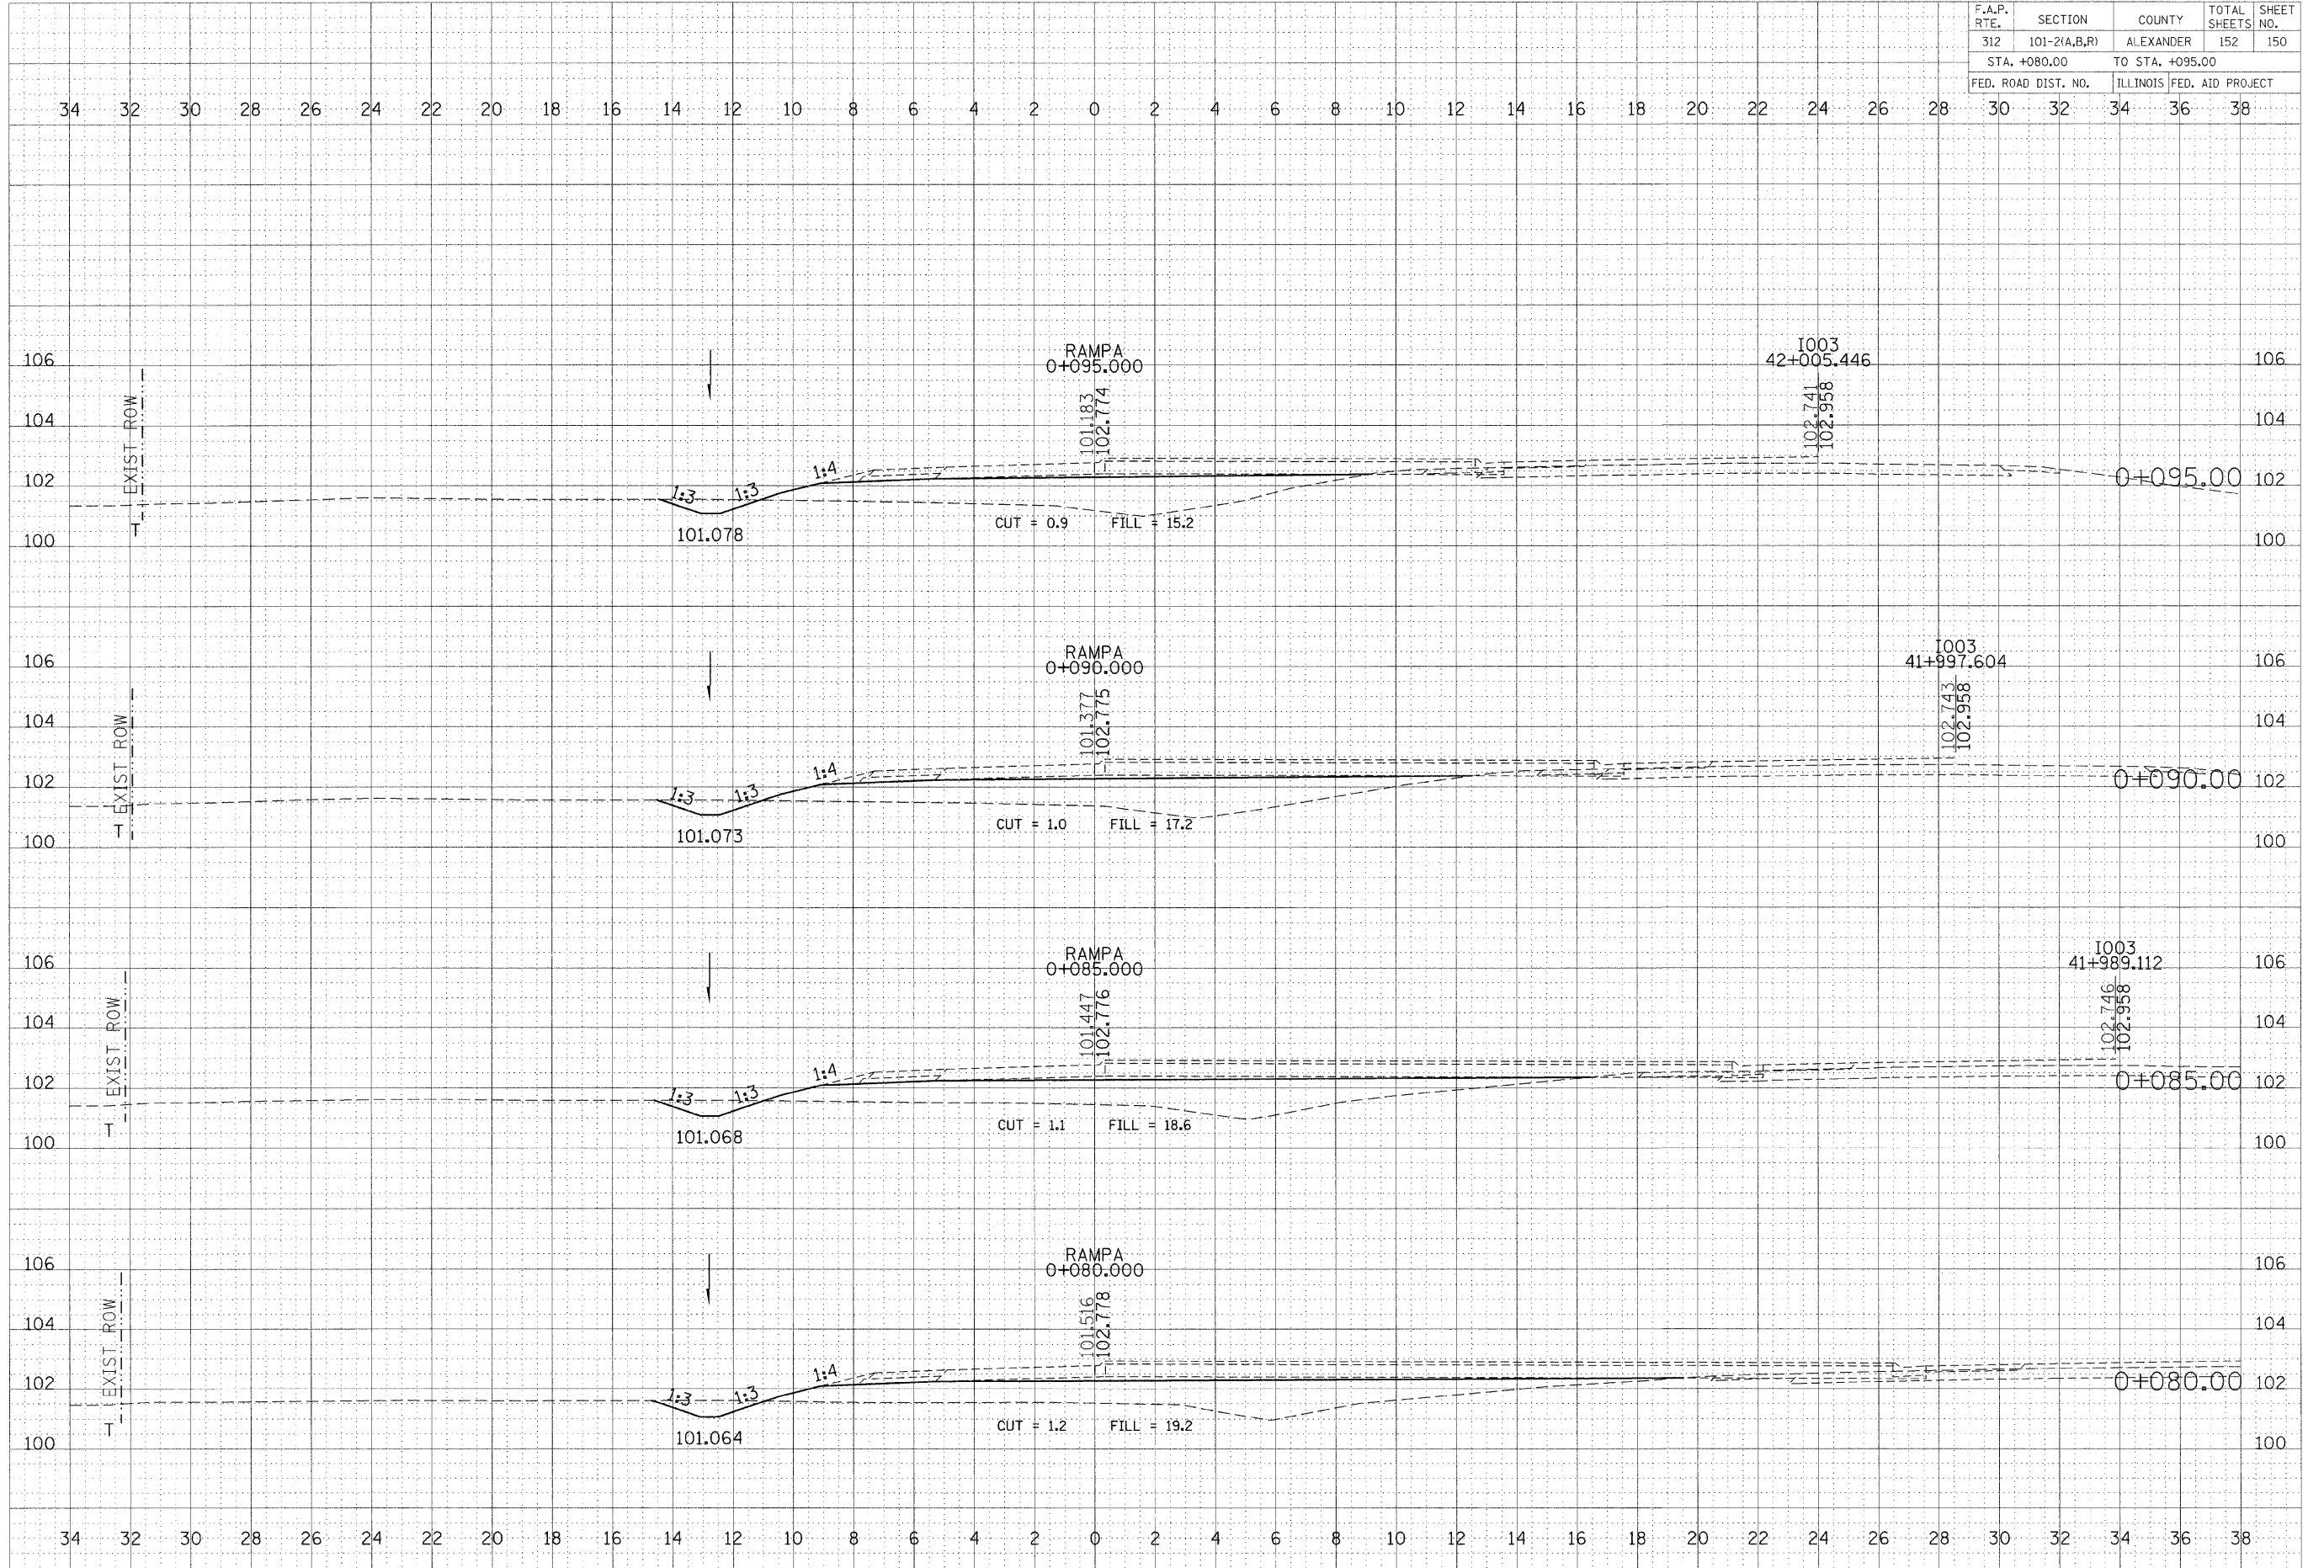 F.A.P. RTE. SECTION COUNTY TOTAL SHEETS SHEET NO.
312 101-2(A,B,R) ALEXANDER 152 150
STA. +080.00 TO STA. +095.00
FED. ROAD DIST. NO. ILLINOIS FED. AID PROJECT
34 32 30 28 26 24 22 20 18 16 14 12 10 8 6 4 2 0 2 4 6 8 10 12 14 16 18 20 22 24 26 28 30 32 34 36 38
RAMPA
0+095.000
I003
42+005.446
106 106
101.183
102.774
102.741
102.958
104 104
EXIST ROW
T
1:3 1:3 1:4
102 0+095.00 102
CUT = 0.9 FILL = 15.2
101.078
100 100
RAMPA
0+090.000
I003
41+997.604
106 106
101.377
102.775
102.743
102.958
104 104
T EXIST ROW
1:3 1:3 1:4
102 0+090.00 102
CUT = 1.0 FILL = 17.2
101.073
100 100
RAMPA
0+085.000
I003
41+989.112
106 106
101.447
102.776
102.746
102.958
104 104
T EXIST ROW
1:3 1:3 1:4
102 0+085.00 102
CUT = 1.1 FILL = 18.6
101.068
100 100
RAMPA
0+080.000
106 106
101.516
102.778
104 104
T EXIST ROW
1:3 1:3 1:4
102 0+080.00 102
CUT = 1.2 FILL = 19.2
101.064
100 100
34 32 30 28 26 24 22 20 18 16 14 12 10 8 6 4 2 0 2 4 6 8 10 12 14 16 18 20 22 24 26 28 30 32 34 36 38